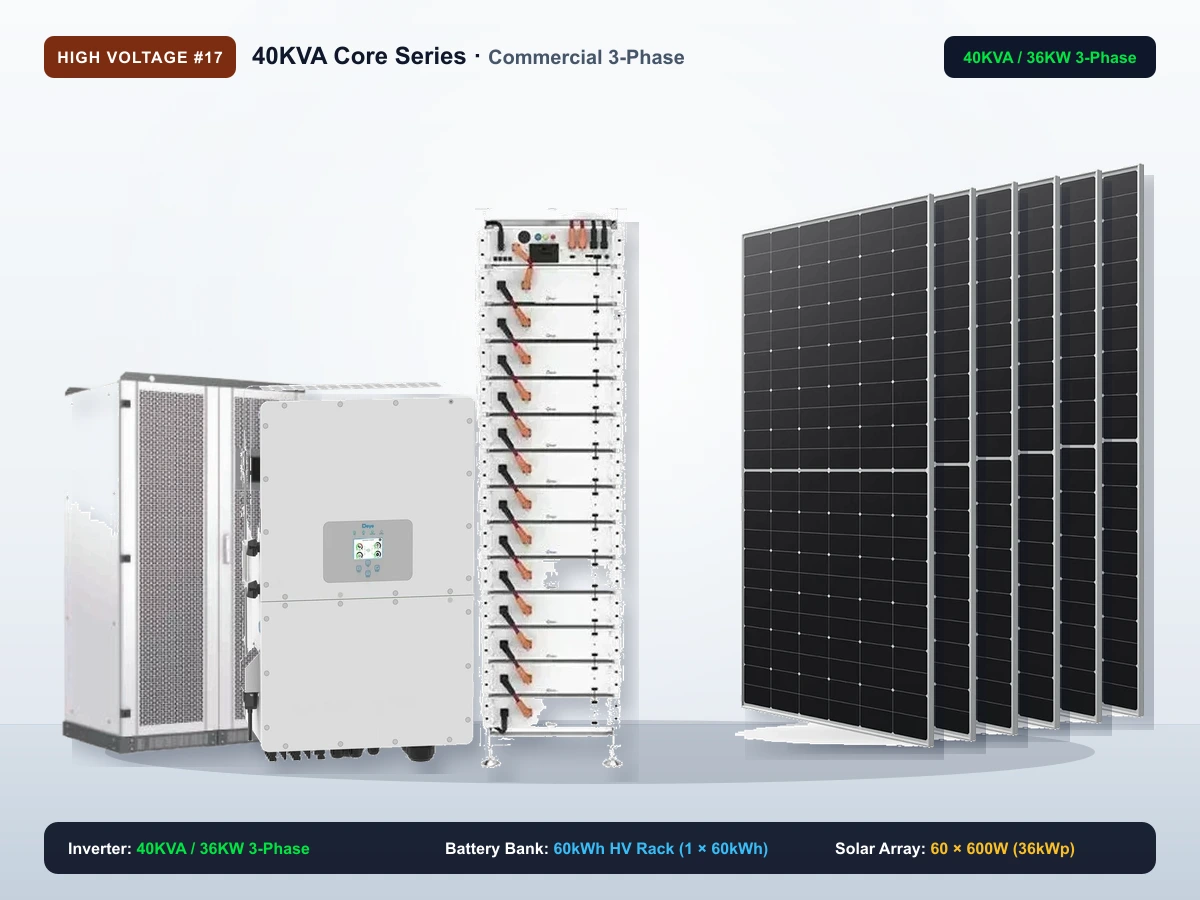 HIGH VOLTAGE #17
40KVA Core Series · Commercial 3-Phase
40KVA / 36KW 3-Phase
Deye
Inverter: 40KVA / 36KW 3-Phase
Battery Bank: 60kWh HV Rack (1 × 60kWh)
Solar Array: 60 × 600W (36kWp)